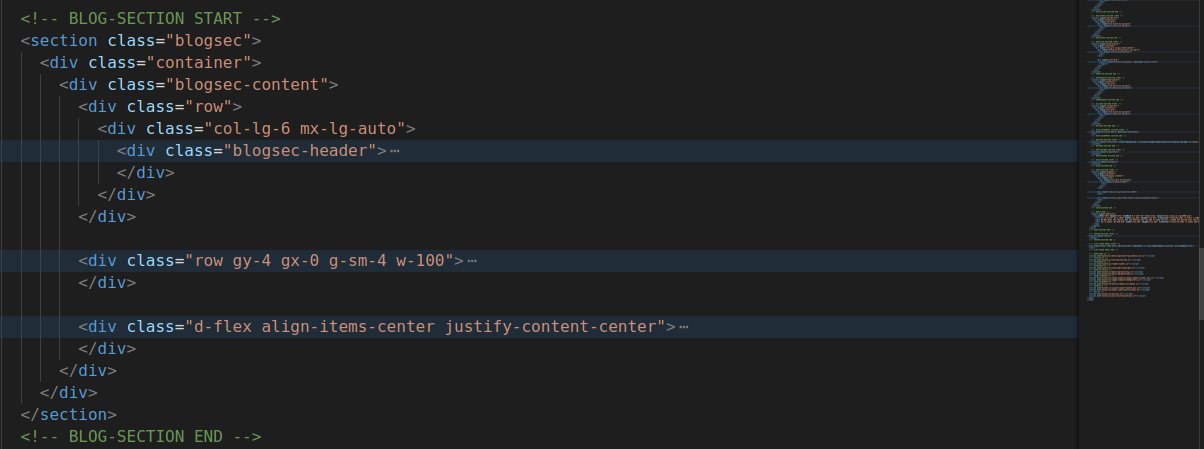 <!-- BLOG-SECTION START -->
<section class="blogsec">
<div class="container">
<div class="blogsec-content">
<div class="row">
<div class="col-lg-6 mx-lg-auto">
<div class="blogsec-header">⋯
</div>
</div>
</div>
<div class="row gy-4 gx-0 g-sm-4 w-100">⋯
</div>
<div class="d-flex align-items-center justify-content-center">⋯
</div>
</div>
</div>
</section>
<!-- BLOG-SECTION END -->